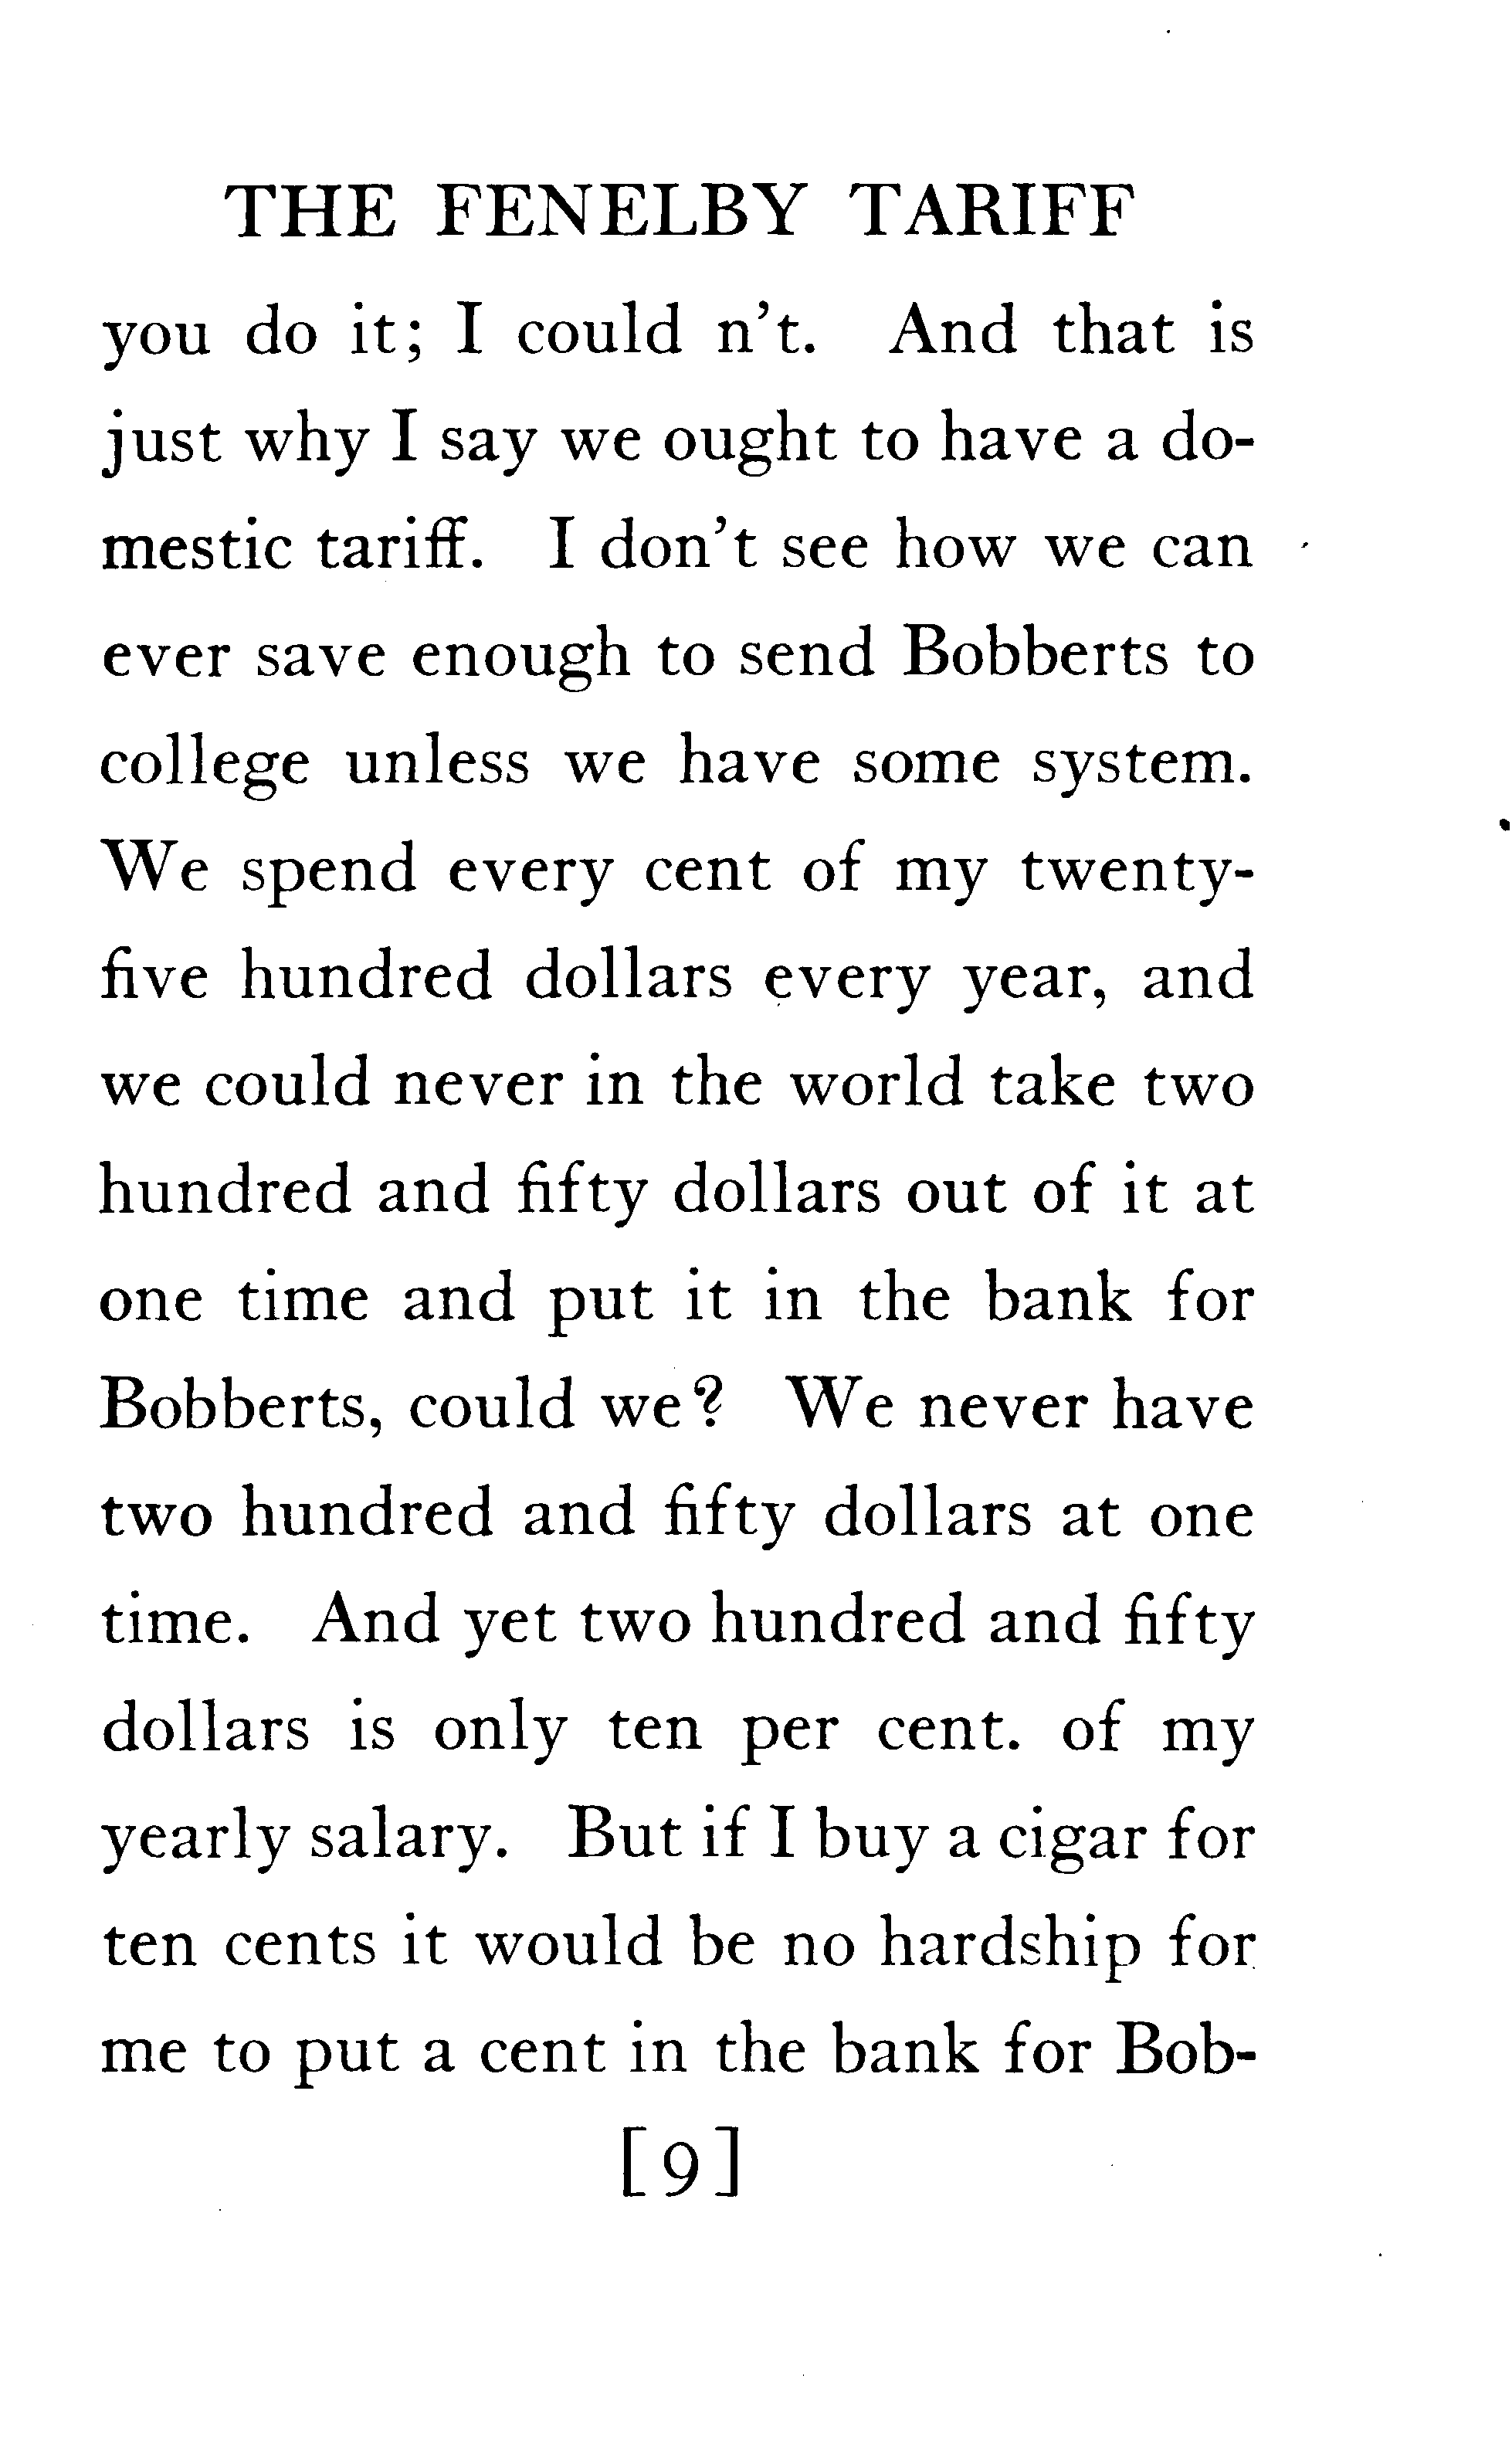 THE FENELBY TARIFF
you do it; I could n't. And that is
just why I say we ought to have a do-
mestic tariff. I don't see how we can
ever save enough to send Bobberts to
college unless we have some system.
We spend every cent of my twenty-
five hundred dollars every year, and
we could never in the world take two
hundred and fifty dollars out of it at
one time and put it in the bank for
Bobberts, could we? We never have
two hundred and fifty dollars at one
time. And yet two hundred and fifty
dollars is only ten per cent. of my
yearly salary. But if I buy a cigar for
ten cents it would be no hardship for
me to put a cent in the bank for Bob-
[9]